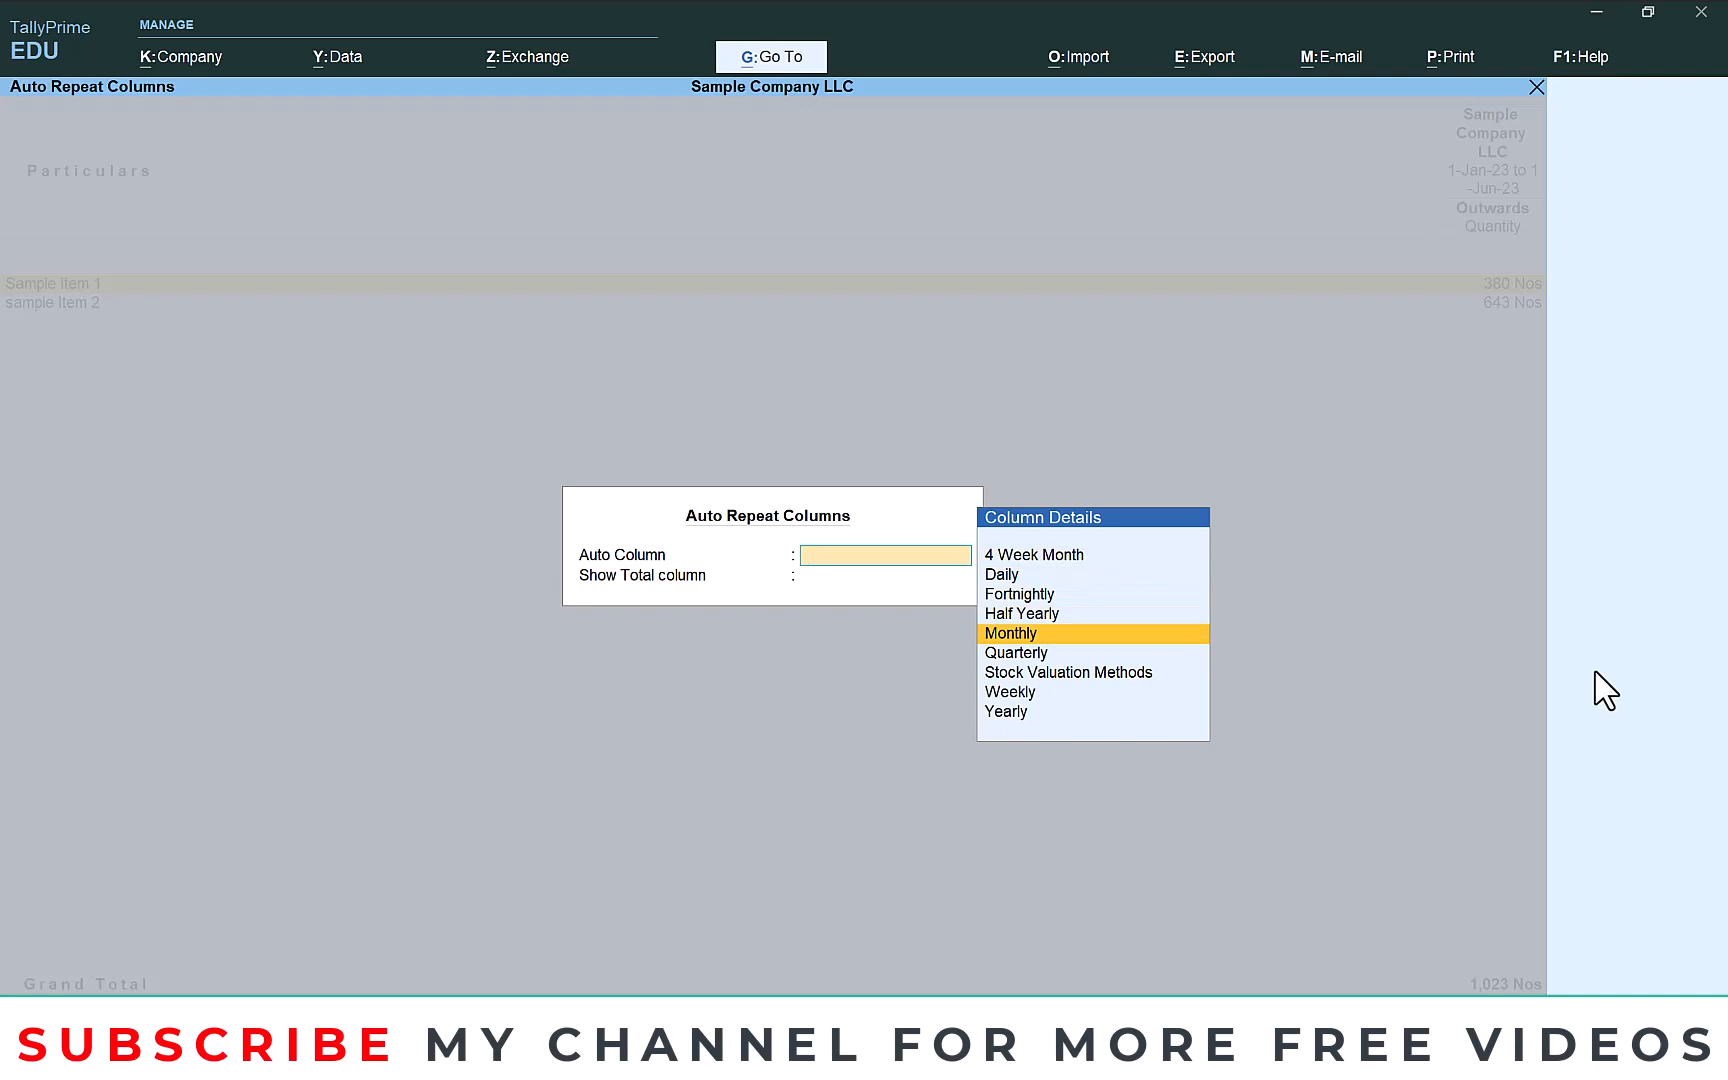 TallyPrime
EDU
MANAGE
K:Company
Y:Data
Z:Exchange
G:Go To
O:Import
E:Export
M:E-mail
P:Print
F1:Help
Auto Repeat Columns
Sample Company LLC
Particulars
Sample
Company
LLC
1-Jan-23 to 1
-Jun-23
Outwards
Quantity
Sample Item 1 380 Nos
sample Item 2 643 Nos
Auto Repeat Columns
Auto Column :
Show Total column :
Column Details
4 Week Month
Daily
Fortnightly
Half Yearly
Monthly
Quarterly
Stock Valuation Methods
Weekly
Yearly
Grand Total 1,023 Nos
SUBSCRIBE MY CHANNEL FOR MORE FREE VIDEOS